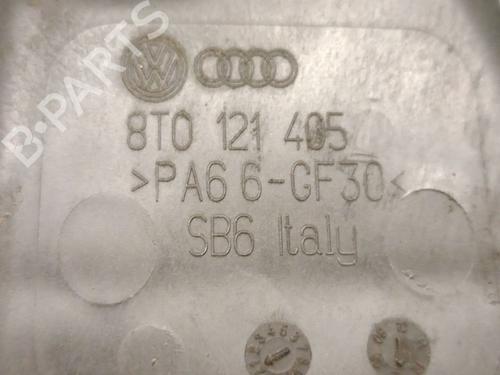 B-PARTS
8T0 121 405
>PA6 6-GF30<
SB6 Italy